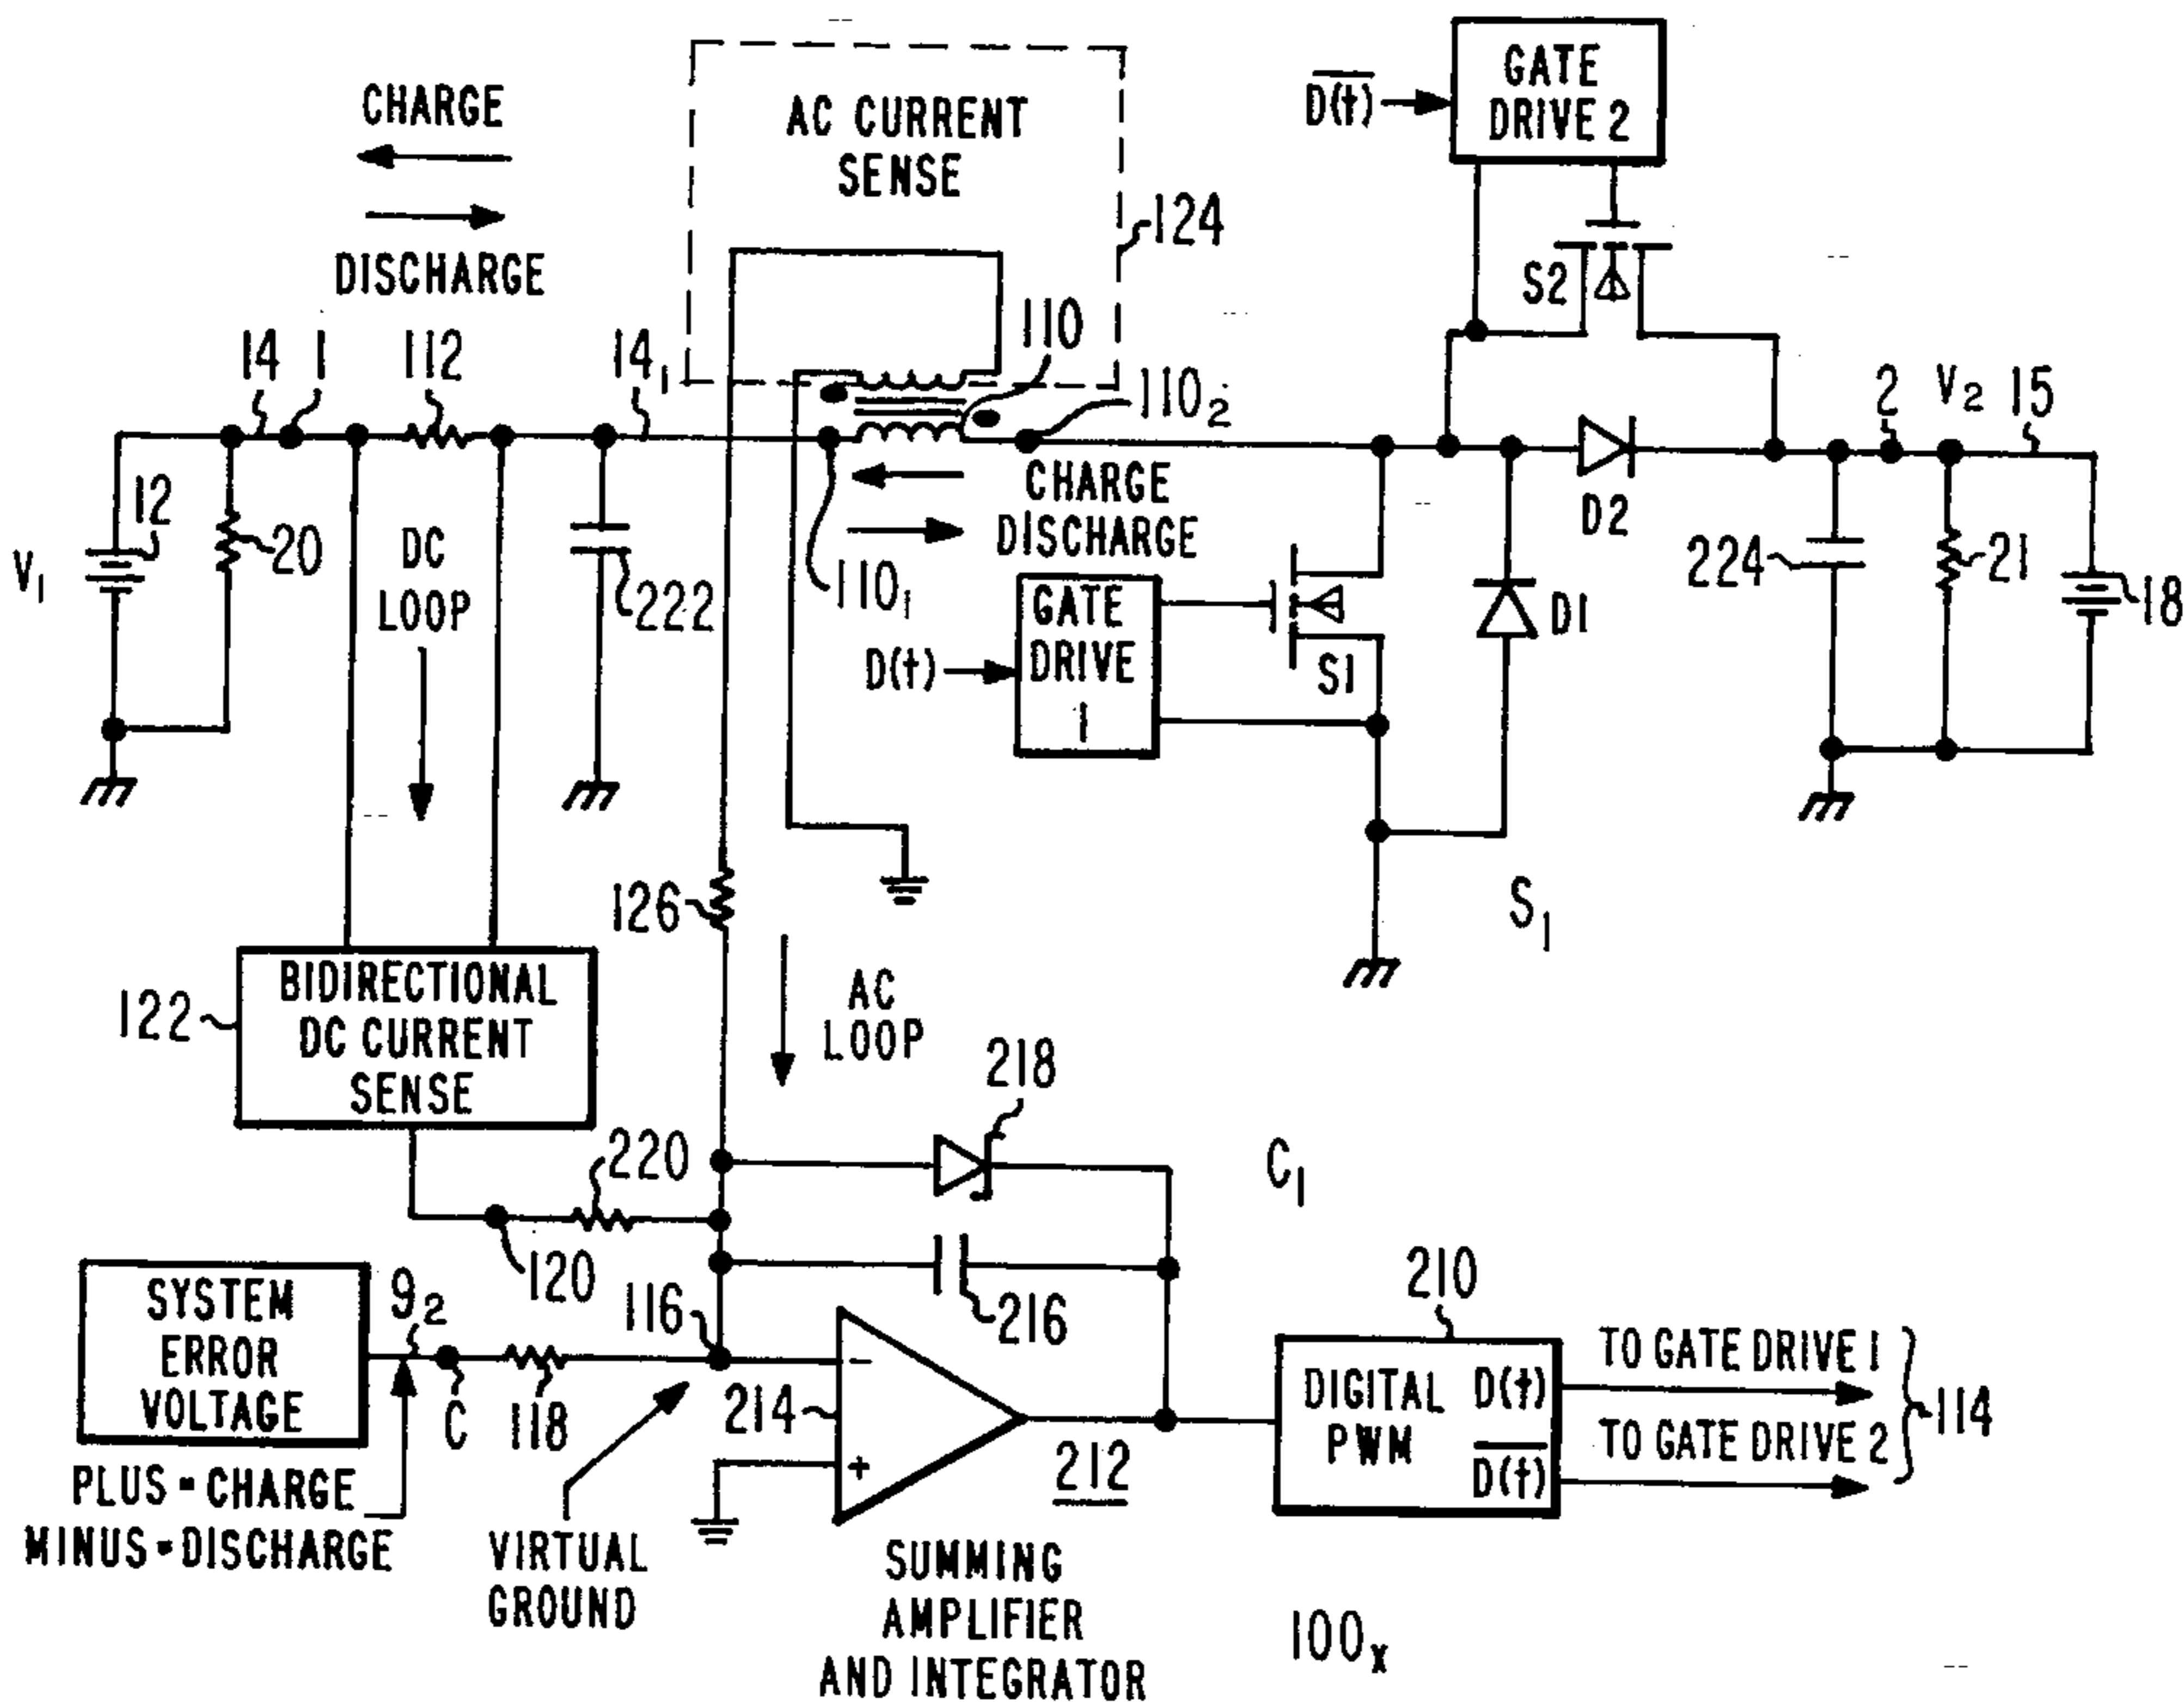 GATE
DRIVE 2
D(t)
CHARGE
DISCHARGE
AC CURRENT
SENSE
124
S2
110
14
1
112
14₁
110₂
2
V₂
15
12
V₁
20
DC
LOOP
222
CHARGE
DISCHARGE
110₁
D2
GATE
DRIVE
1
D(t)
S1
D1
224
21
18
126
S₁
AC
LOOP
122
BIDIRECTIONAL
DC CURRENT
SENSE
218
220
C₁
120
SYSTEM
ERROR
VOLTAGE
9₂
116
216
210
C
118
214
-
+
212
DIGITAL
PWM
D(t)
D(t)
TO GATE DRIVE 1
TO GATE DRIVE 2
114
PLUS = CHARGE
MINUS = DISCHARGE
VIRTUAL
GROUND
SUMMING
AMPLIFIER
AND INTEGRATOR
100ₓ